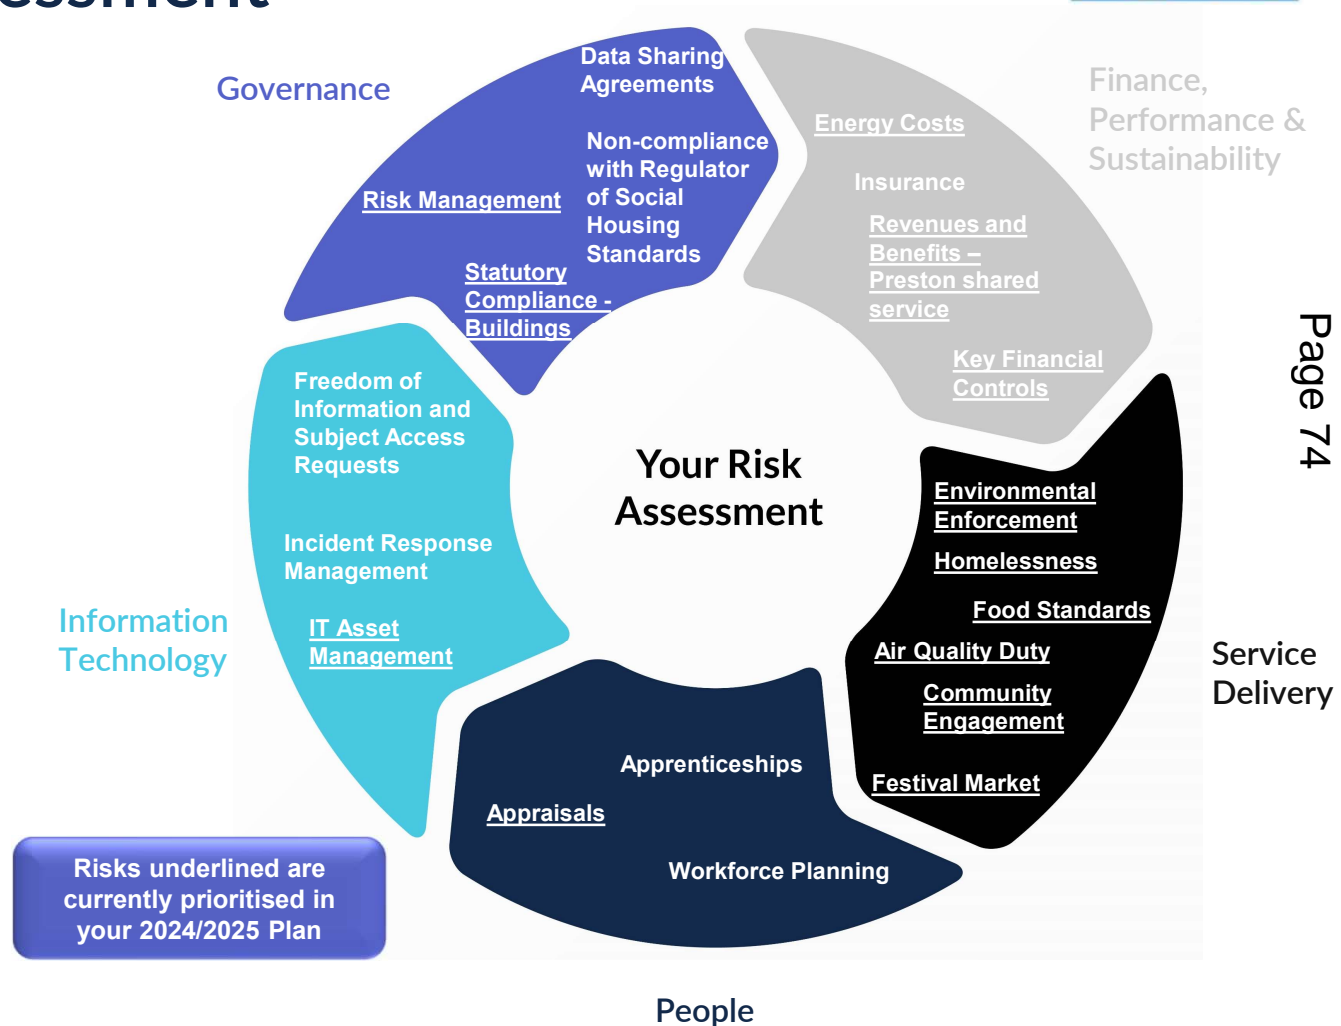 Governance
Data Sharing
Agreements
Non-compliance
with Regulator
of Social
Housing
Standards
Risk Management
Statutory
Compliance -
Buildings
Finance,
Performance &
Sustainability
Energy Costs
Insurance
Revenues and
Benefits –
Preston shared
service
Key Financial
Controls
Page 74
Freedom of
Information and
Subject Access
Requests
Incident Response
Management
IT Asset
Management
Information
Technology
Your Risk
Assessment
Environmental
Enforcement
Homelessness
Food Standards
Air Quality Duty
Community
Engagement
Festival Market
Service
Delivery
Apprenticeships
Appraisals
Workforce Planning
People
Risks underlined are
currently prioritised in
your 2024/2025 Plan